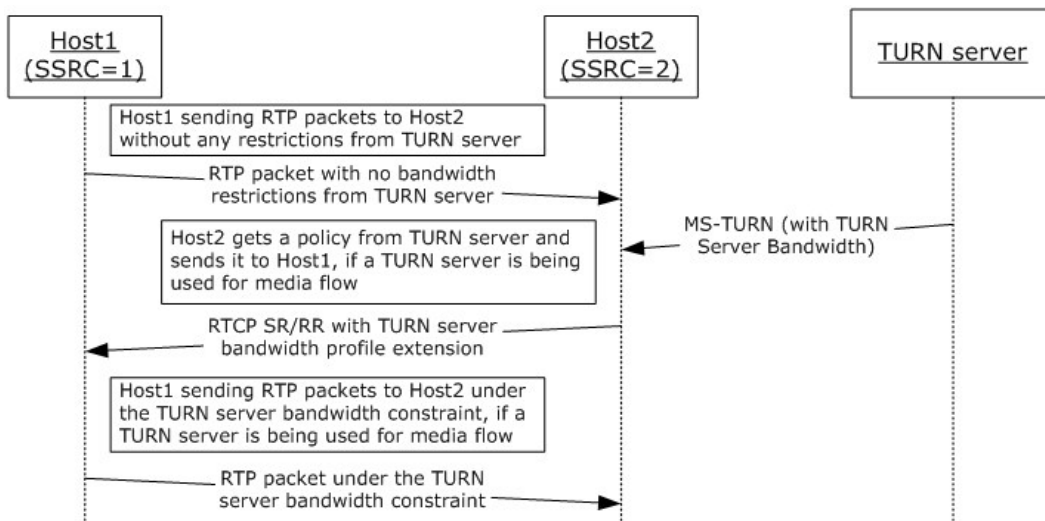 Host1
(SSRC=1)
Host2
(SSRC=2)
TURN server
Host1 sending RTP packets to Host2
without any restrictions from TURN server
RTP packet with no bandwidth
restrictions from TURN server
MS-TURN (with TURN
Server Bandwidth)
Host2 gets a policy from TURN server and
sends it to Host1, if a TURN server is being
used for media flow
RTCP SR/RR with TURN server
bandwidth profile extension
Host1 sending RTP packets to Host2 under
the TURN server bandwidth constraint, if a
TURN server is being used for media flow
RTP packet under the TURN
server bandwidth constraint